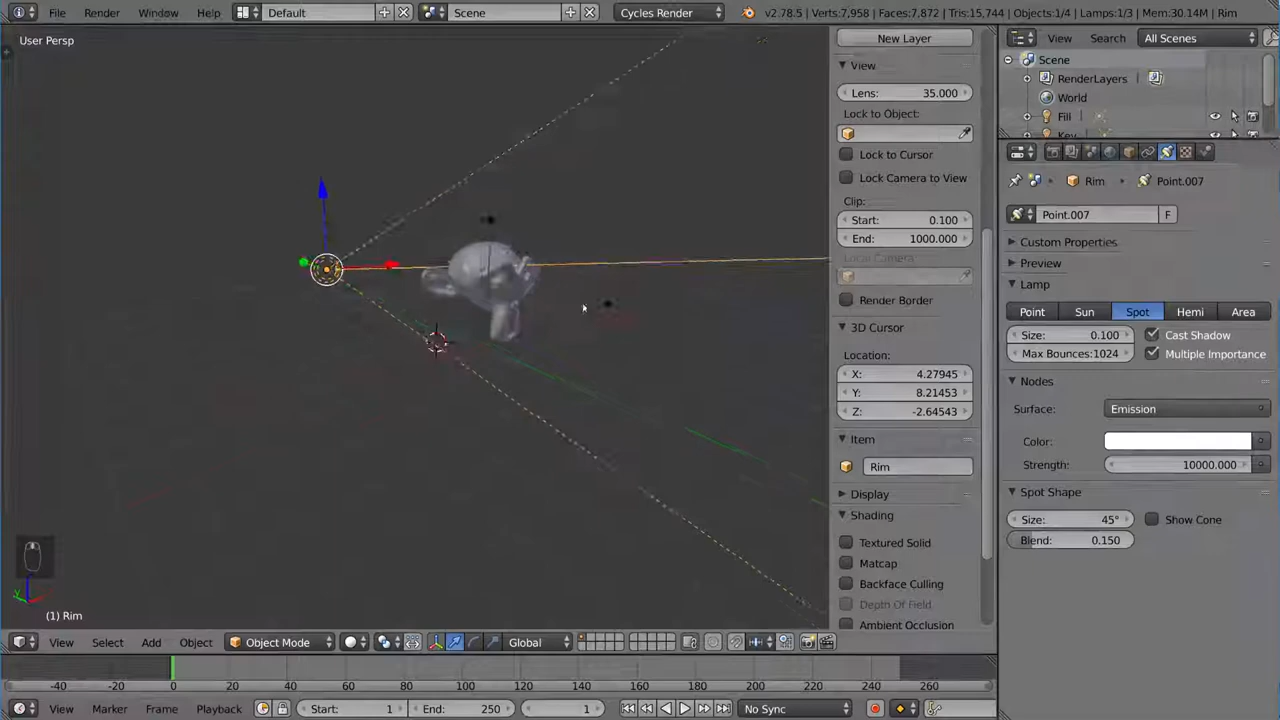 File Render Window Help Default Scene Cycles Render v2.78.5 | Verts:7,958 | Faces:7,872 | Tris:15,744 | Objects:1/4 | Lamps:1/3 | Mem:30.14M | Rim
User Persp
(1) Rim
View Select Add Object Object Mode Global
New Layer
View
Lens: 35.000
Lock to Object:
Lock to Cursor
Lock Camera to View
Clip:
Start: 0.100
End: 1000.000
Local Camera
Render Border
3D Cursor
Location:
X: 4.27945
Y: 8.21453
Z: -2.64543
Item
Rim
Display
Shading
Textured Solid
Matcap
Backface Culling
Depth Of Field
Ambient Occlusion
View Search All Scenes
Scene
RenderLayers
World
Fill
Key
Rim Point.007
Point.007 F
Custom Properties
Preview
Lamp
Point Sun Spot Hemi Area
Size: 0.100 Cast Shadow
Max Bounces:1024 Multiple Importance
Nodes
Surface: Emission
Color:
Strength: 10000.000
Spot Shape
Size: 45° Show Cone
Blend: 0.150
-40 -20 0 20 40 60 80 100 120 140 160 180 200 220 240 260
View Marker Frame Playback Start: 1 End: 250 1 No Sync